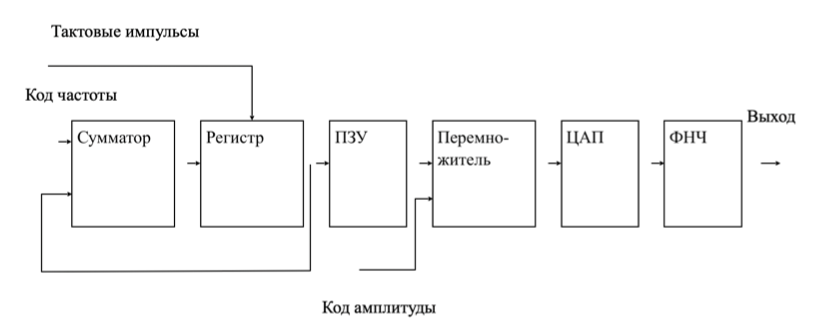 Тактовые импульсы
Код частоты
Выход
Сумматор
Регистр
ПЗУ
Перемно-
житель
ЦАП
ФНЧ
Код амплитуды